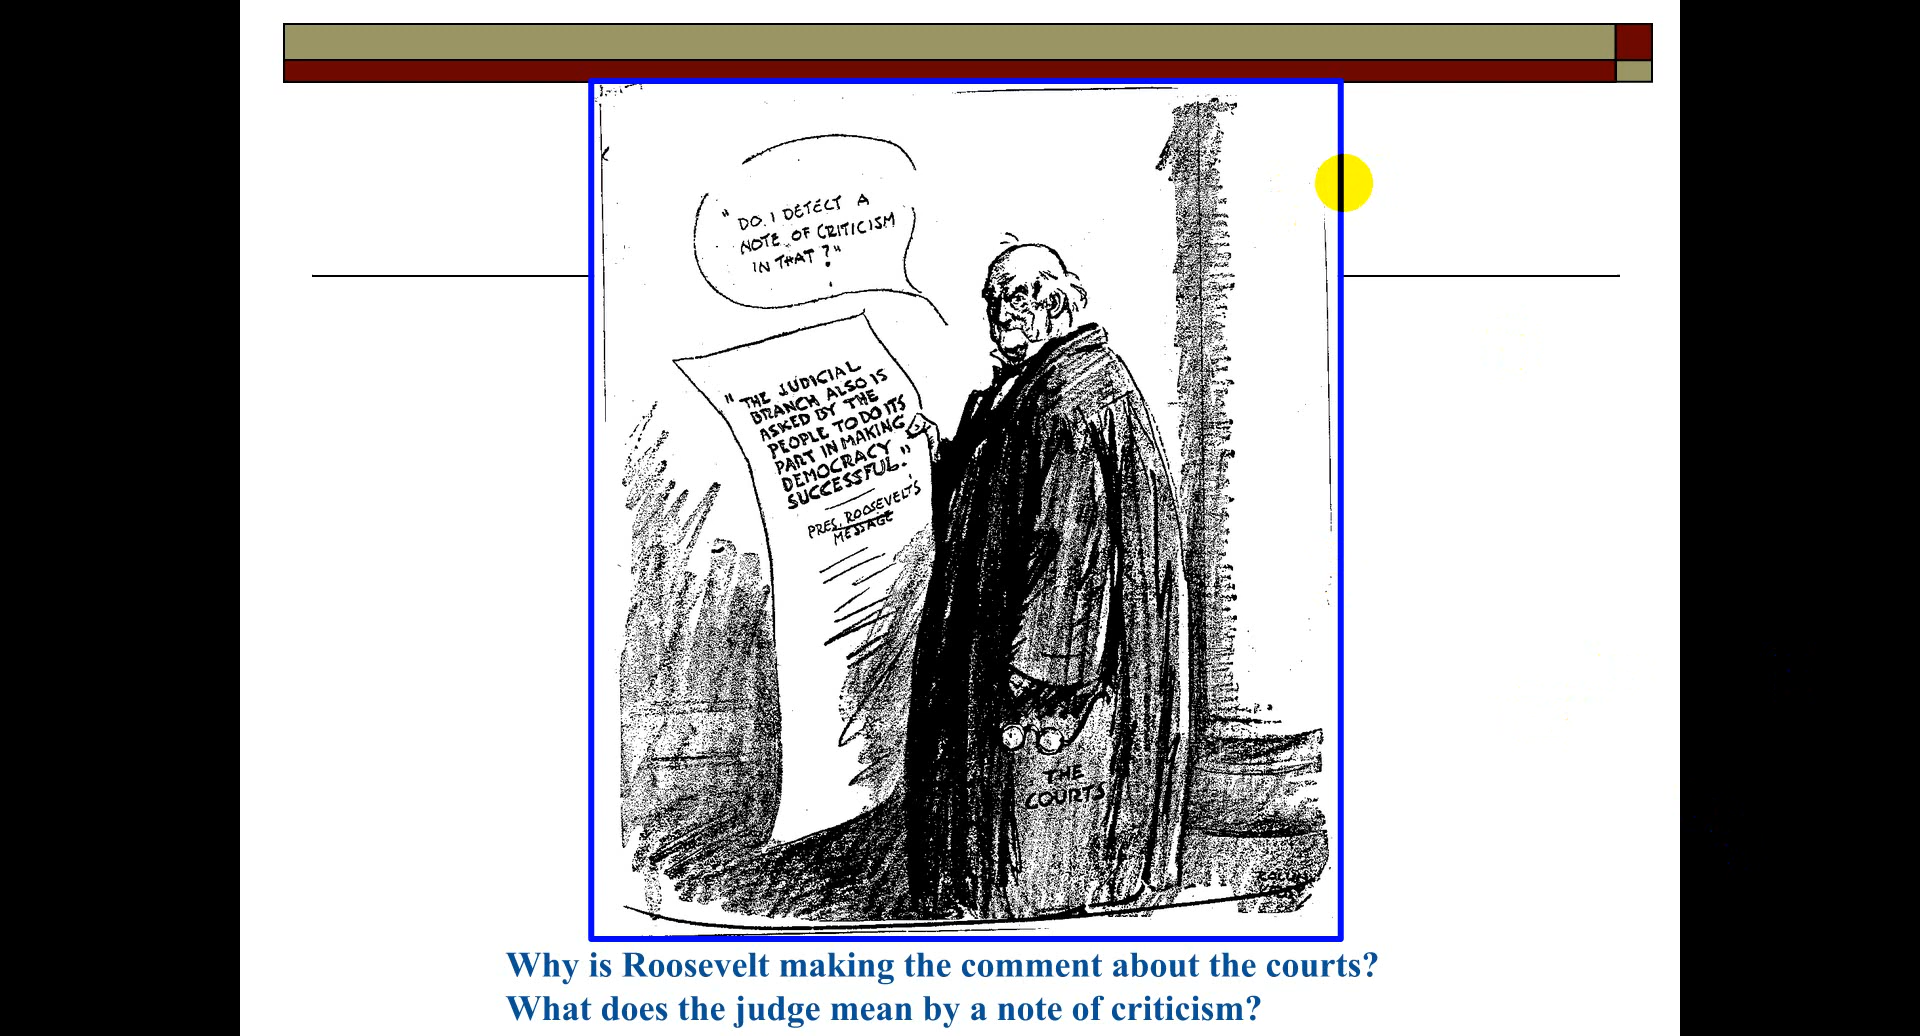 "DO I DETECT A
NOTE OF CRITICISM
IN THAT?"
"THE JUDICIAL
BRANCH ALSO IS
ASKED BY THE
PEOPLE TO DO ITS
PART IN MAKING
DEMOCRACY
SUCCESSFUL."
PRES. ROOSEVELT'S
MESSAGE
THE
COURTS
Why is Roosevelt making the comment about the courts?
What does the judge mean by a note of criticism?